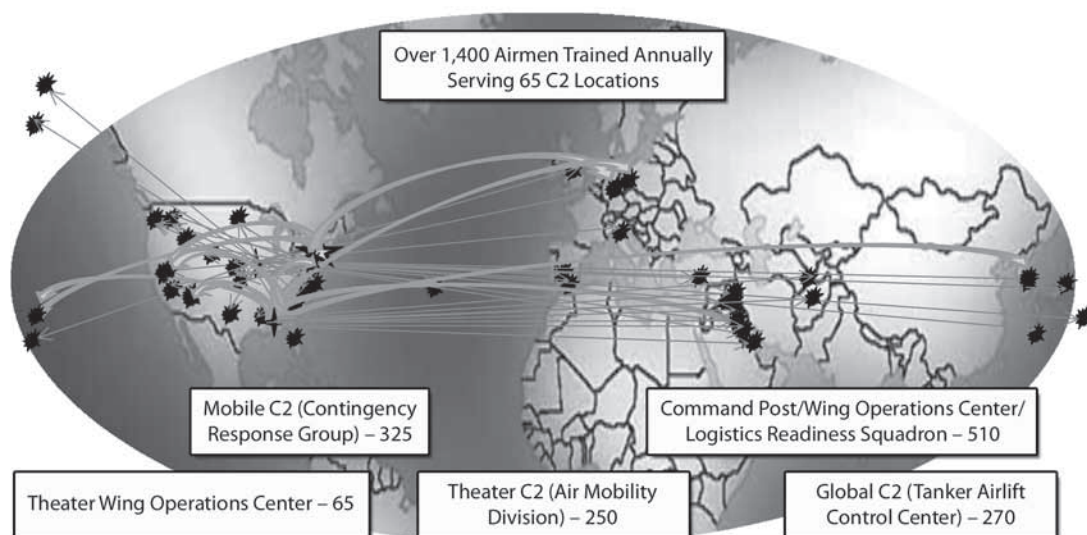 Over 1,400 Airmen Trained Annually
Serving 65 C2 Locations
Mobile C2 (Contingency
Response Group) – 325
Command Post/Wing Operations Center/
Logistics Readiness Squadron – 510
Theater Wing Operations Center – 65
Theater C2 (Air Mobility
Division) – 250
Global C2 (Tanker Airlift
Control Center) – 270